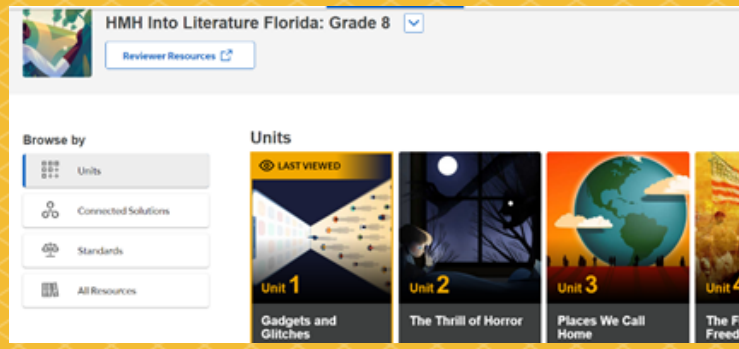 HMH Into Literature Florida: Grade 8
Reviewer Resources
Browse by
Units
Connected Solutions
Standards
All Resources
Units
LAST VIEWED
Unit 1
Gadgets and
Glitches
Unit 2
The Thrill of Horror
Unit 3
Places We Call
Home
Unit 4
The F
Freed